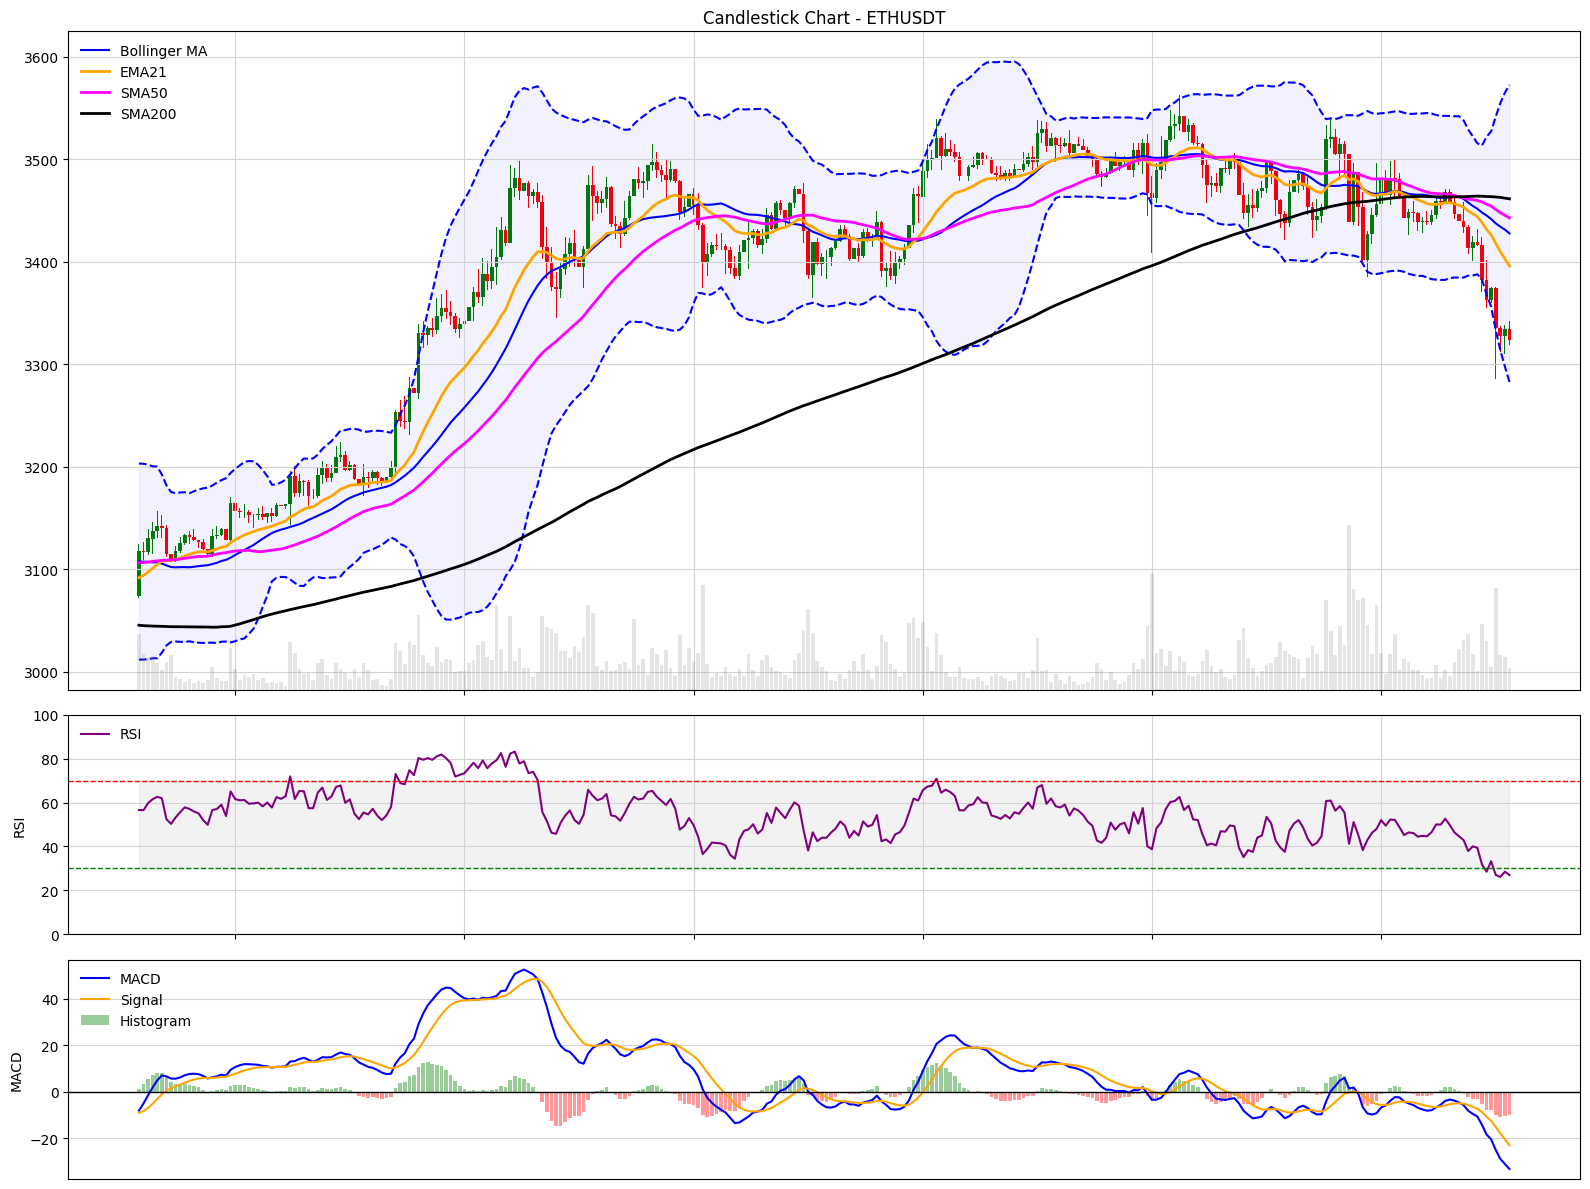 Candlestick Chart - ETHUSDT
Bollinger MA
EMA21
SMA50
SMA200
3600
3500
3400
3300
3200
3100
3000
RSI
RSI
100
80
60
40
20
0
MACD
Signal
Histogram
MACD
40
20
0
−20